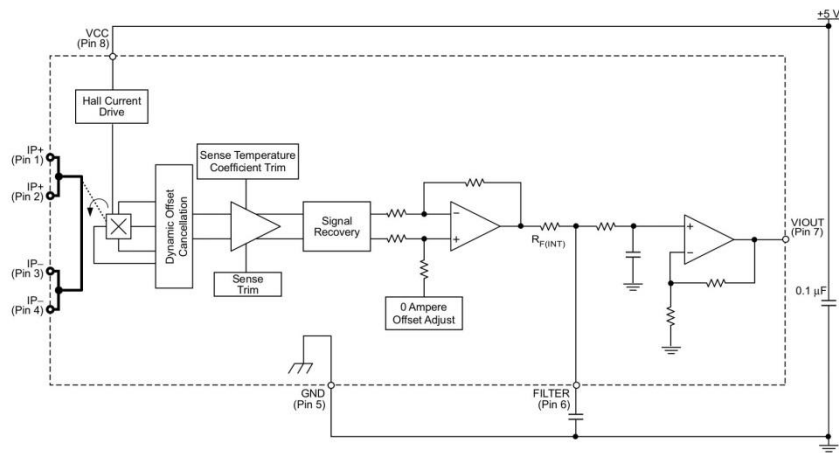 +5 V
VCC
(Pin 8)
Hall Current
Drive
IP+
(Pin 1)
IP+
(Pin 2)
IP−
(Pin 3)
IP−
(Pin 4)
Dynamic Offset
Cancellation
Sense Temperature
Coefficient Trim
Sense
Trim
Signal
Recovery
0 Ampere
Offset Adjust
−
+
RF(INT)
+
−
VIOUT
(Pin 7)
0.1 µF
GND
(Pin 5)
FILTER
(Pin 6)